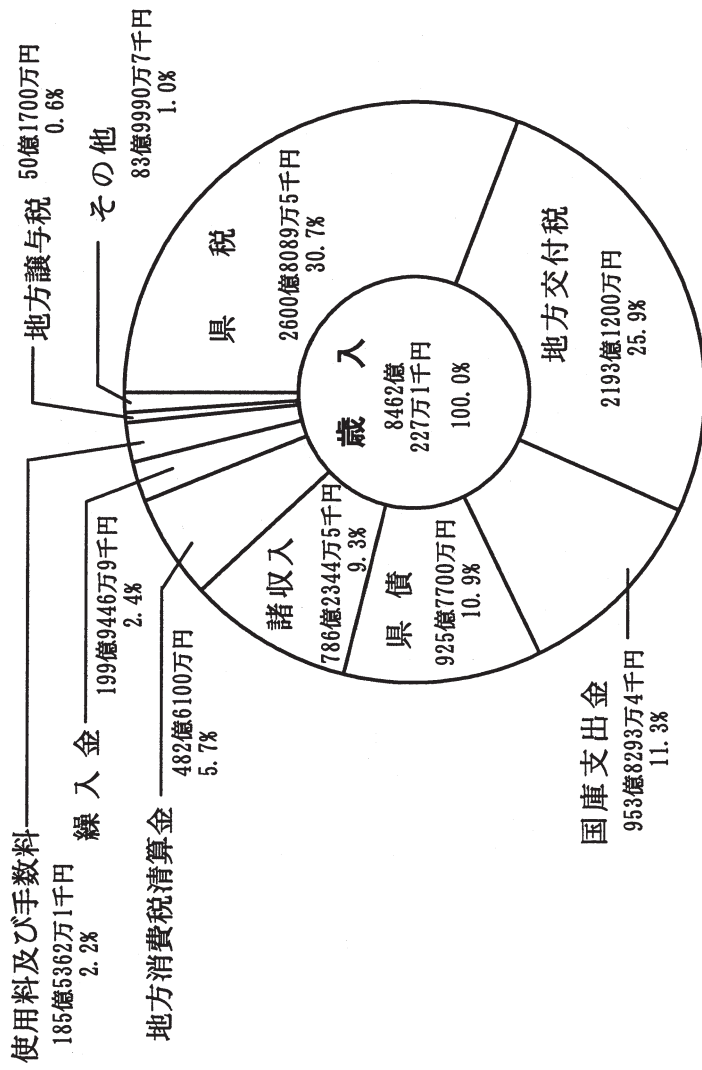 歳入
8462億
227万1千円
100.0%
県税
2600億8089万5千円
30.7%
地方交付税
2193億1200万円
25.9%
国庫支出金
953億8293万4千円
11.3%
県債
925億7700万円
10.9%
諸収入
786億2344万5千円
9.3%
地方消費税清算金
482億6100万円
5.7%
繰入金
199億9446万9千円
2.4%
使用料及び手数料
185億5362万1千円
2.2%
地方譲与税 50億1700万円
0.6%
その他
83億9990万7千円
1.0%